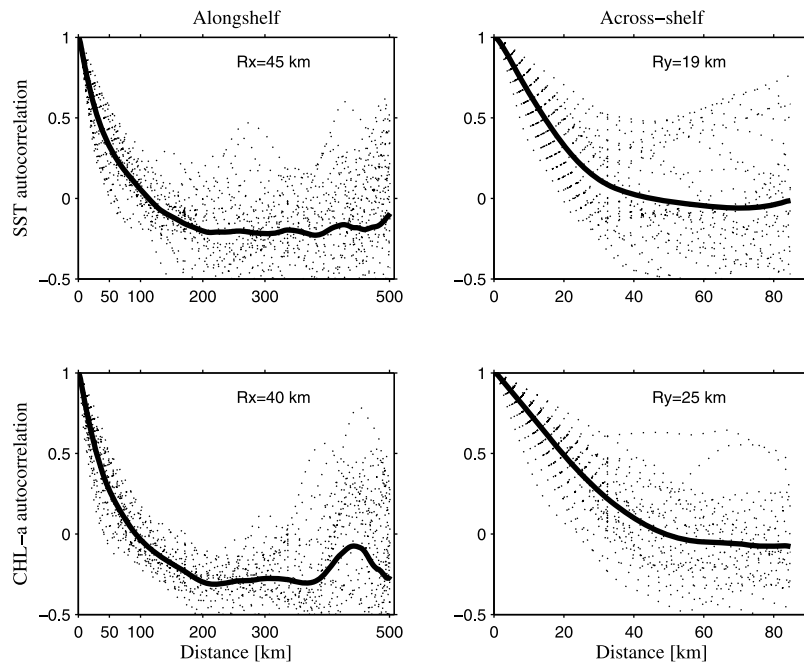 Alongshelf
Across−shelf
SST autocorrelation
1
0.5
0
−0.5
Rx=45 km
0 50 100 200 300 500
1
0.5
0
−0.5
Ry=19 km
0 20 40 60 80
CHL−a autocorrelation
1
0.5
0
−0.5
Rx=40 km
0 50 100 200 300 500
Distance [km]
1
0.5
0
−0.5
Ry=25 km
0 20 40 60 80
Distance [km]